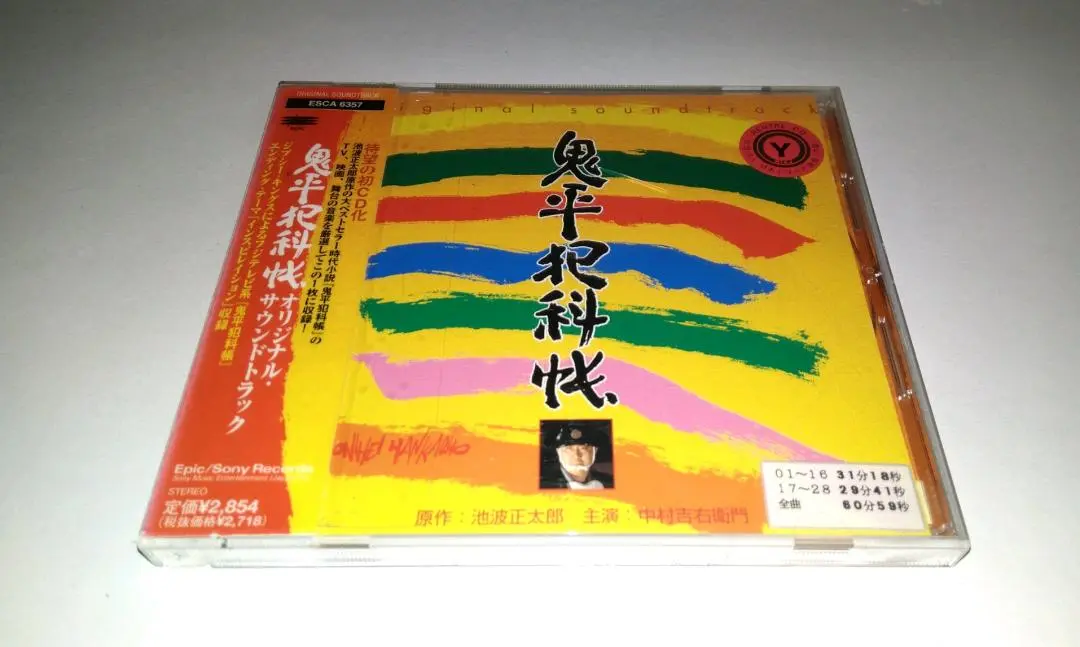 ORIGINAL SOUNDTRACK
ESCA 6357
鬼平犯科帳
オリジナル・
サウンドトラック
ジプシー・キングスによるフジテレビ系「鬼平犯科帳」
エンディング・テーマ「インスピレイション」収録
Epic/Sony Records
STEREO
定価¥2,854
(税抜価格¥2,718)
待望の初CD化
池波正太郎原作の大ベストセラー時代小説『鬼平犯科帳』の
TV、映画、舞台の音楽を厳選してこの1枚に収録!
original soundtrack
Y
鬼平犯科帳
原作:池波正太郎 主演:中村吉右衛門
01~16 31分18秒
17~28 29分41秒
全曲 60分59秒